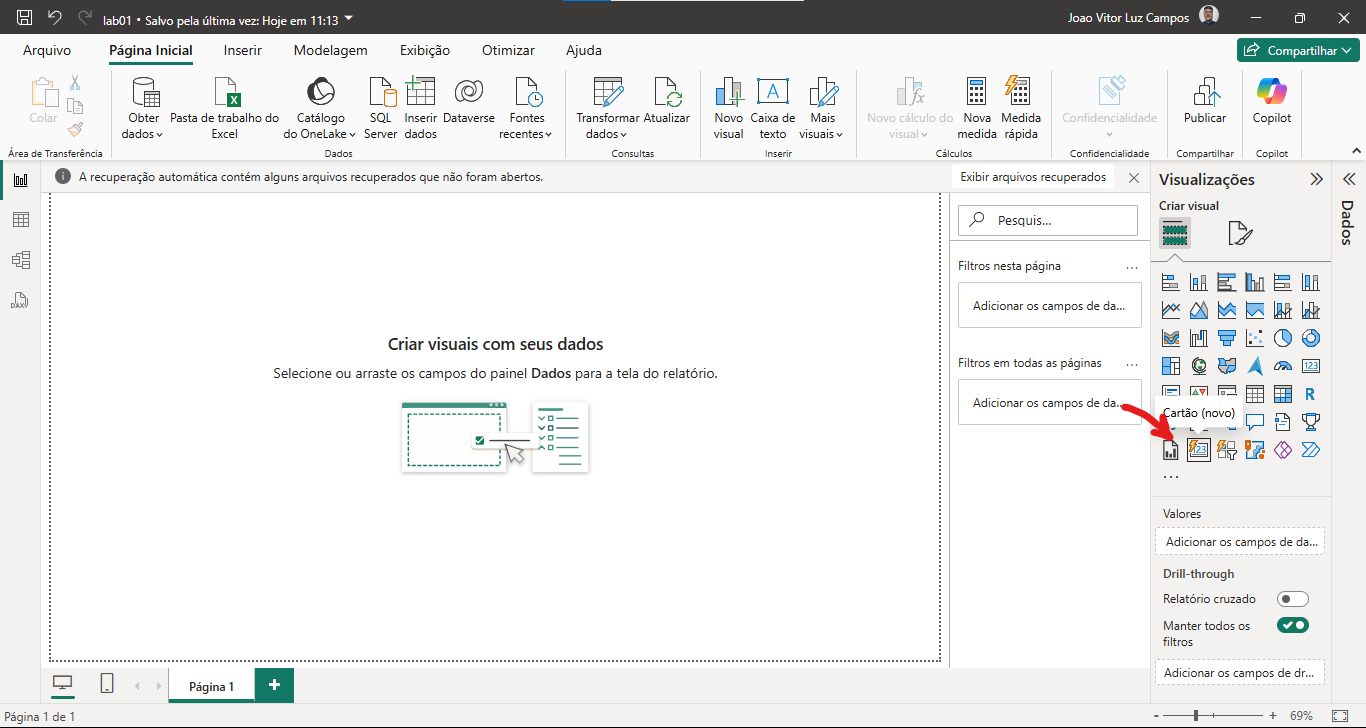 lab01 • Salvo pela última vez: Hoje em 11:13
Joao Vitor Luz Campos
Arquivo
Página Inicial
Inserir
Modelagem
Exibição
Otimizar
Ajuda
Compartilhar
Colar
Obter
dados
Pasta de trabalho do
Excel
Catálogo
do OneLake
SQL
Server
Inserir
dados
Dataverse
Fontes
recentes
Transformar
dados
Atualizar
Novo
visual
Caixa de
texto
Mais
visuais
Novo cálculo do
visual
Nova
medida
Medida
rápida
Confidencialidade
Publicar
Copilot
Área de Transferência
Dados
Consultas
Inserir
Cálculos
Confidencialidade
Compartilhar
Copilot
A recuperação automática contém alguns arquivos recuperados que não foram abertos.
Exibir arquivos recuperados
Criar visuais com seus dados
Selecione ou arraste os campos do painel Dados para a tela do relatório.
Pesquis...
Filtros nesta página
...
Adicionar os campos de da...
Filtros em todas as páginas
...
Adicionar os campos de da...
Visualizações
Criar visual
123
R
Cartão (novo)
123
...
Valores
Adicionar os campos de da...
Drill-through
Relatório cruzado
Manter todos os
filtros
Adicionar os campos de dr...
Dados
DAX
Página 1
+
Página 1 de 1
- + 69%